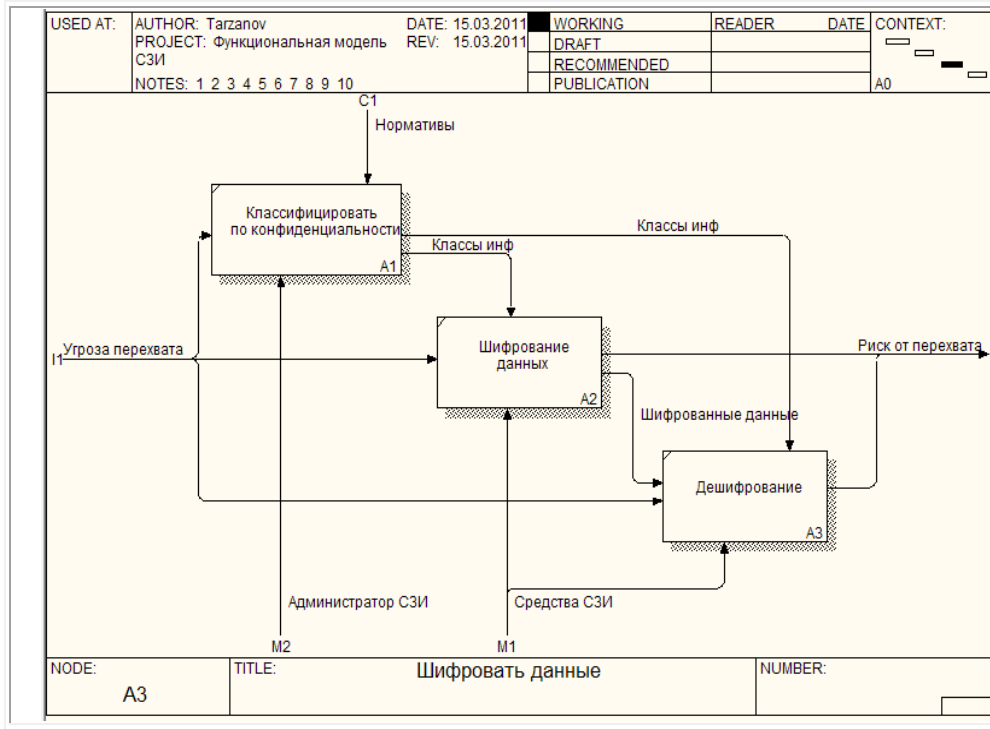 USED AT:
AUTHOR: Tarzanov
DATE: 15.03.2011
PROJECT: Функциональная модель СЗИ
REV: 15.03.2011
NOTES: 1 2 3 4 5 6 7 8 9 10
WORKING
DRAFT
RECOMMENDED
PUBLICATION
READER
DATE
CONTEXT:
A0
C1
Нормативы
Классифицировать
по конфиденциальности
A1
Классы инф
Классы инф
I1
Угроза перехвата
Шифрование
данных
A2
Риск от перехвата
Шифрованные данные
Дешифрование
A3
Администратор СЗИ
Средства СЗИ
M2
M1
NODE:
A3
TITLE:
Шифровать данные
NUMBER: